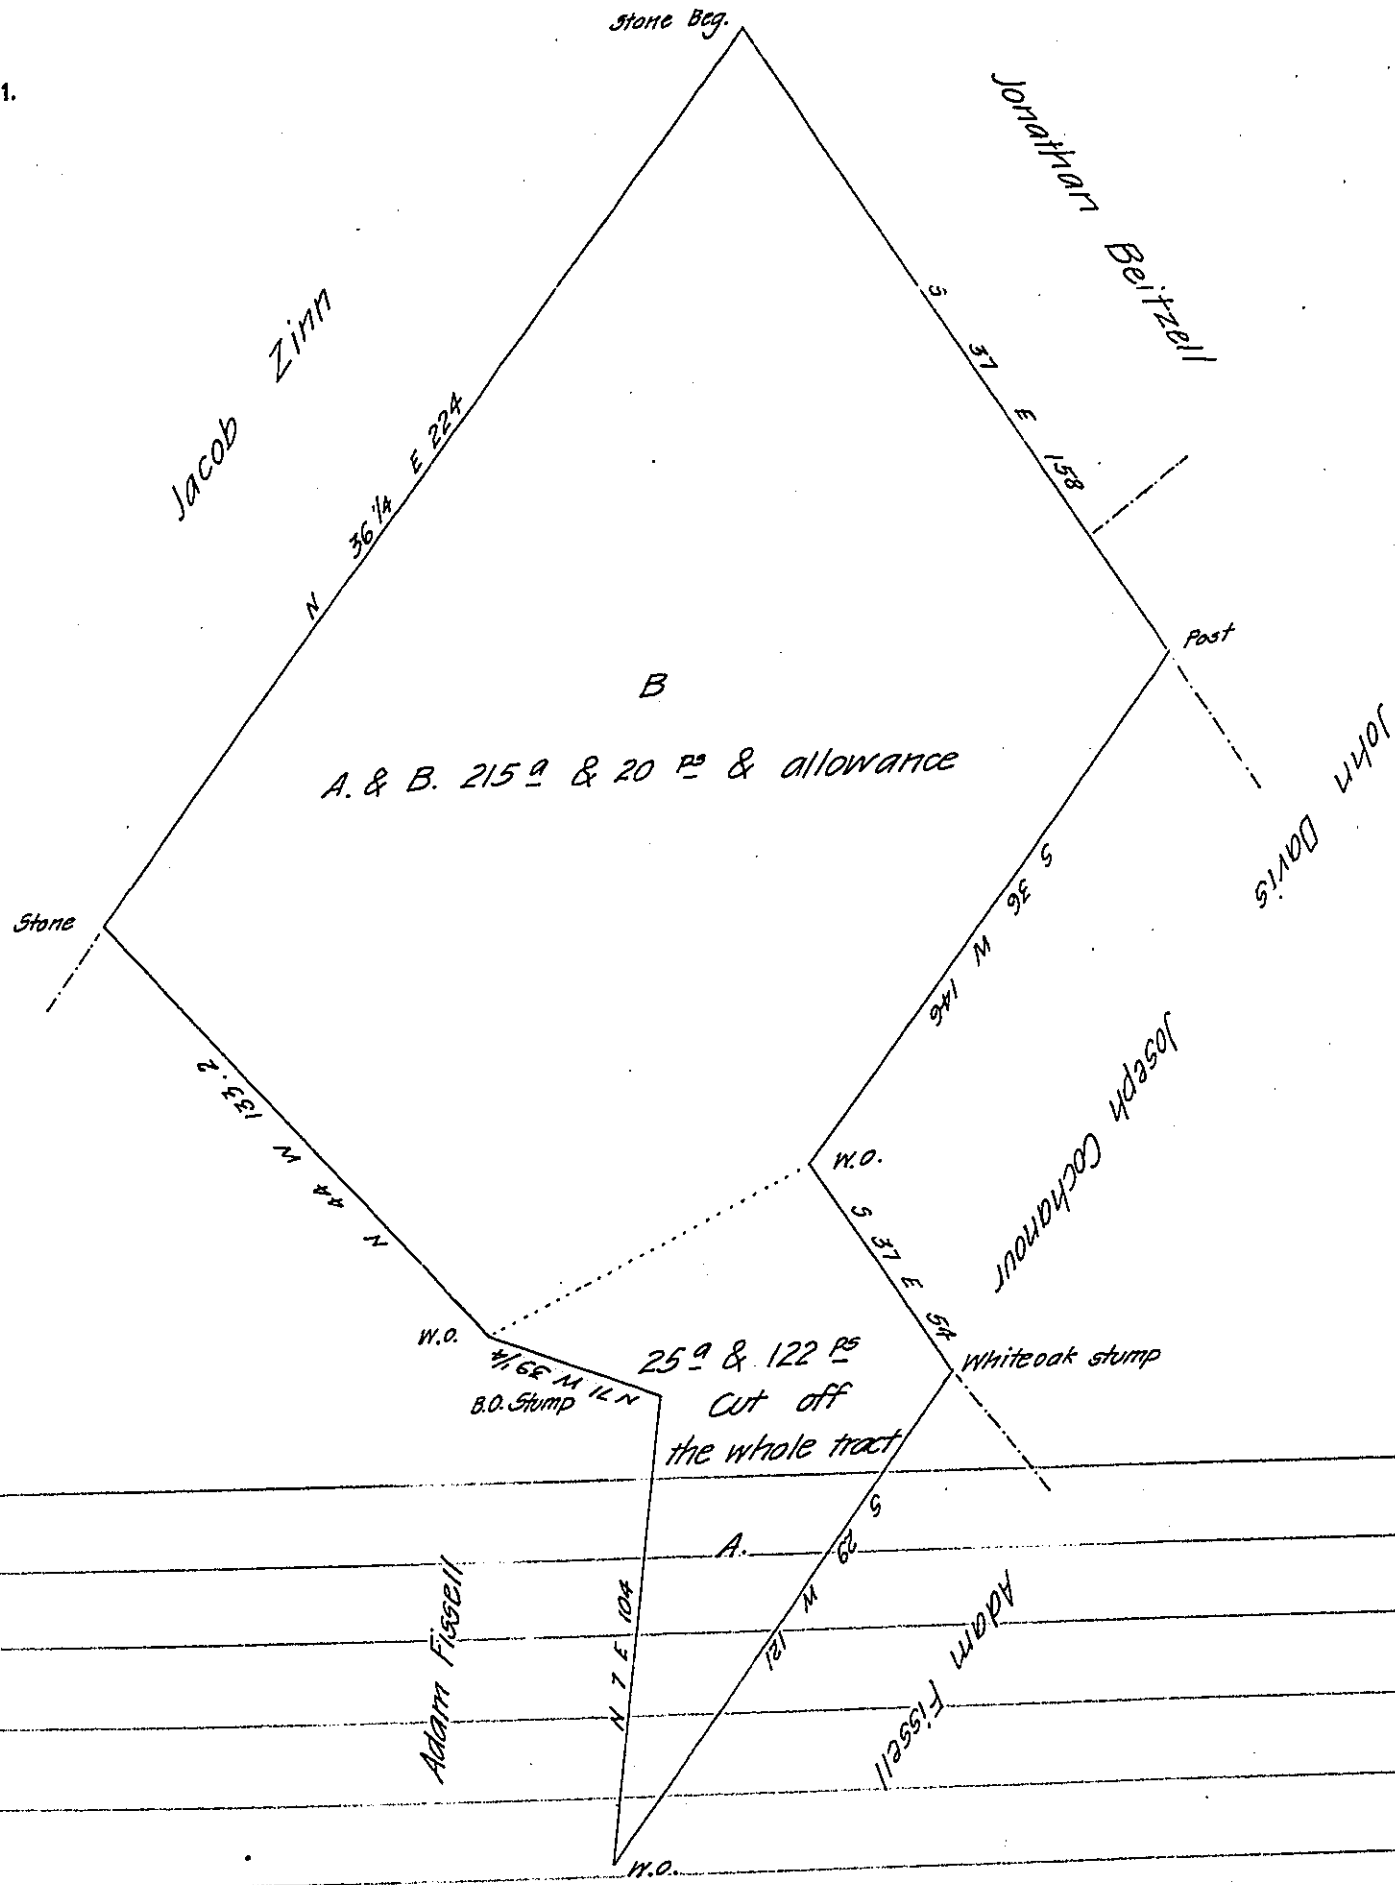 Stone Beg.
1.
Jonathan Beitzell
S 37 E 158
Jacob Zinn
N 36 1/4 E 224
Post
B
A. & B. 215 a & 20 ps & allowance
John Davis
S 36 W 146
Stone
N 44 W 133.2
Joseph Cochanour
W.O.
S 37 E 54
W.O.
N 71 W 39 1/4
B.O. Stump
25 a & 122 ps
Cut off
the whole tract
Whiteoak stump
A.
S 29 W 121
N 7 E 104
Adam Fissell
Adam Fissell
W.O.